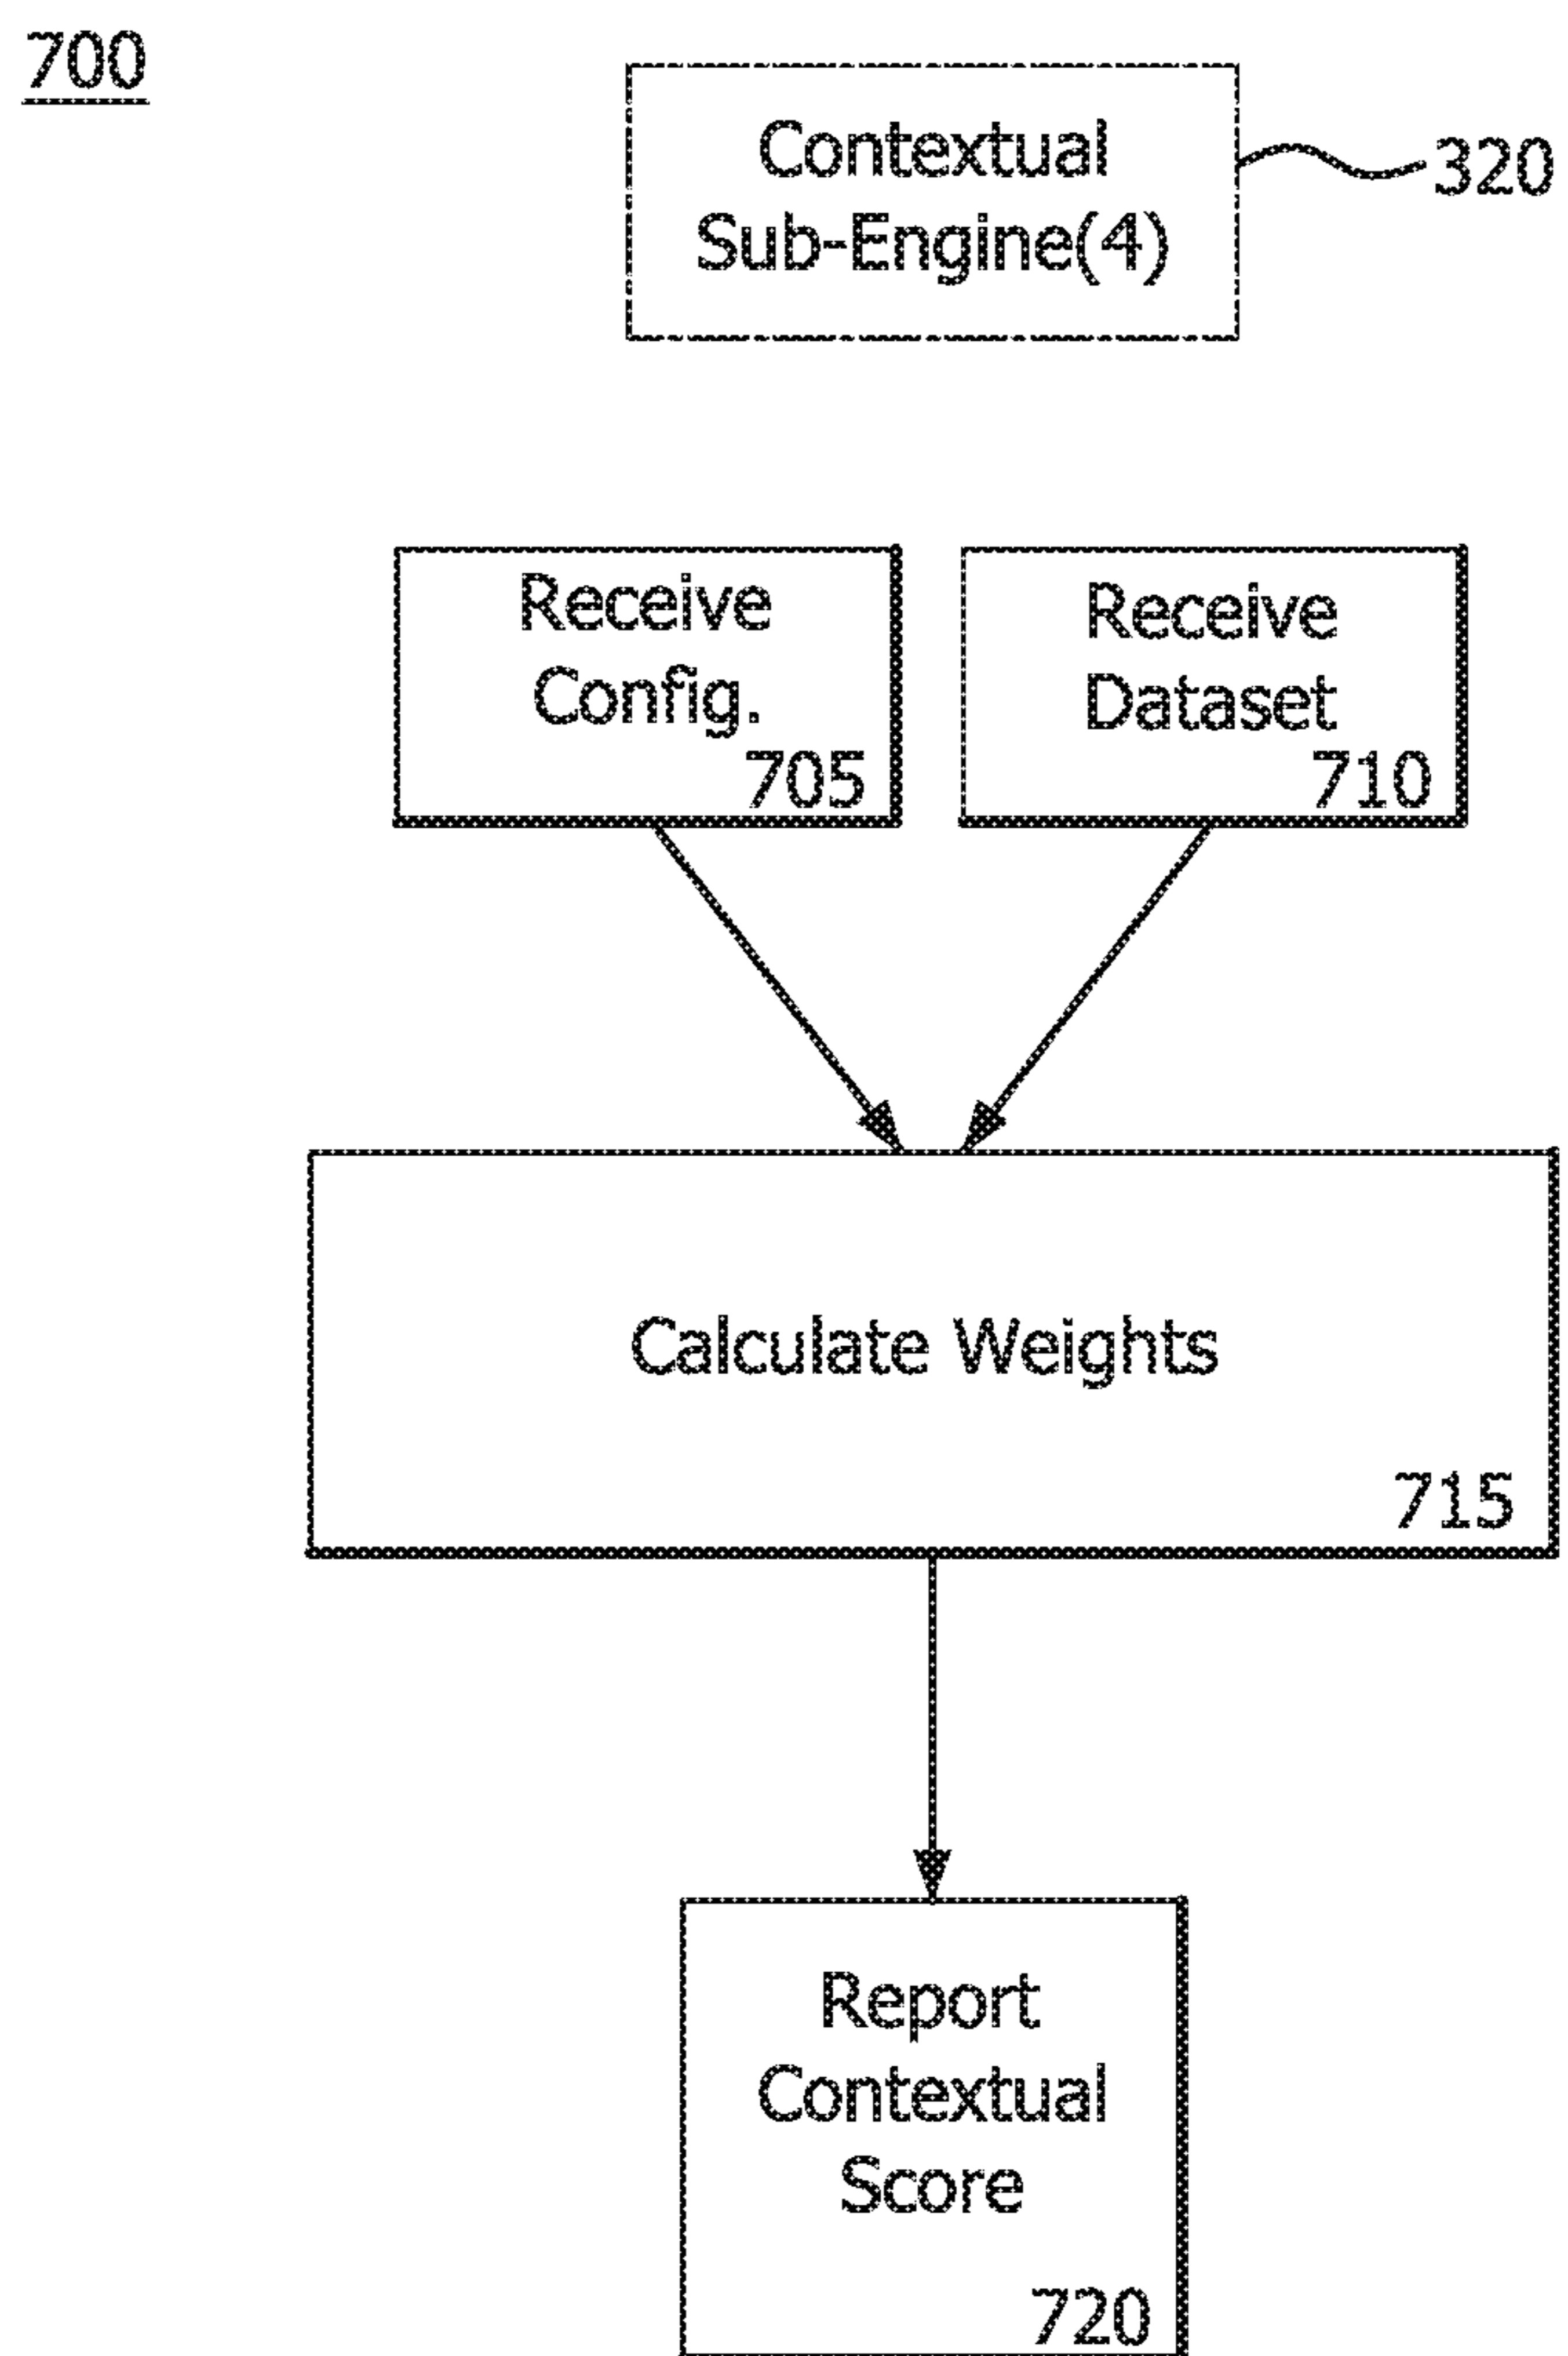 700
Contextual
Sub-Engine(4)
320
Receive
Config.
705
Receive
Dataset
710
Calculate Weights
715
Report
Contextual
Score
720